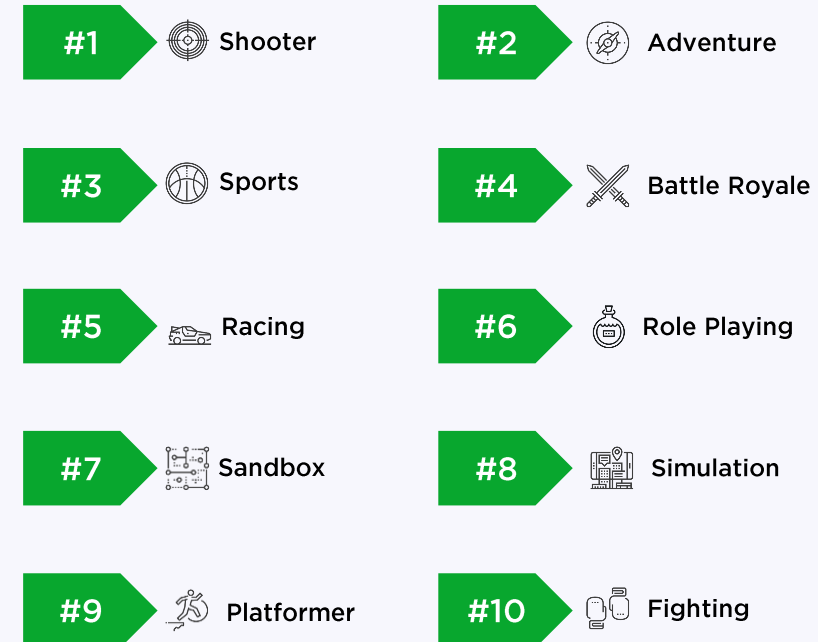 #1 Shooter
#2 Adventure
#3 Sports
#4 Battle Royale
#5 Racing
#6 Role Playing
#7 Sandbox
#8 Simulation
#9 Platformer
#10 Fighting